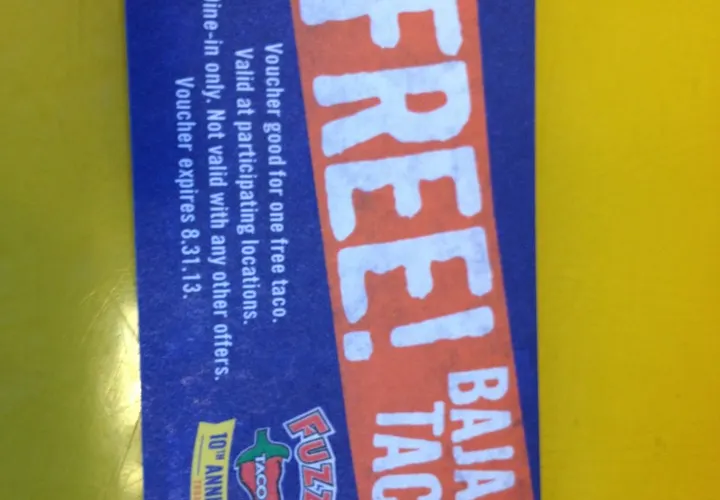 FREE!
BAJA
TAC
Voucher good for one free taco.
Valid at participating locations.
ine-in only. Not valid with any other offers.
Voucher expires 8.31.13.
FUZZ
TACO
10TH ANNI